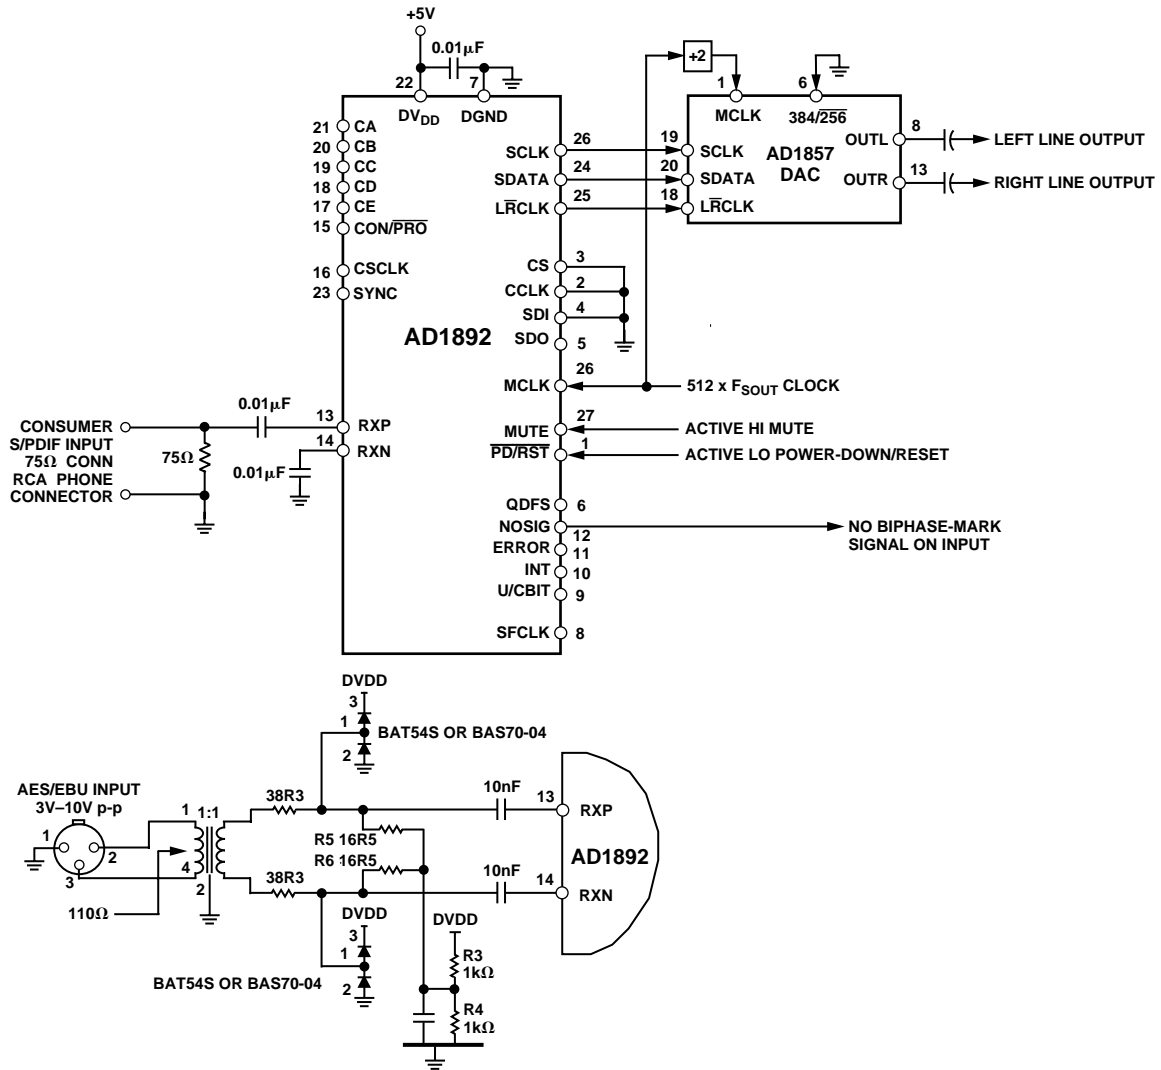 +5V
0.01μF
22
7
DVDD
DGND
21 CA
20 CB
19 CC
18 CD
17 CE
15 CON/PRO
16 CSCLK
23 SYNC
AD1892
SCLK 26
SDATA 24
LRCLK 25
CS 3
CCLK 2
SDI 4
SDO 5
MCLK 26
512 x FSOUT CLOCK
MUTE 27
ACTIVE HI MUTE
PD/RST 1
ACTIVE LO POWER-DOWN/RESET
QDFS 6
NOSIG 12
NO BIPHASE-MARK
SIGNAL ON INPUT
ERROR 11
INT 10
U/CBIT 9
SFCLK 8
÷2
1
6
MCLK
384/256
19 SCLK
20 SDATA
18 LRCLK
AD1857
DAC
OUTL 8
LEFT LINE OUTPUT
OUTR 13
RIGHT LINE OUTPUT
CONSUMER
S/PDIF INPUT
75Ω CONN
RCA PHONE
CONNECTOR
75Ω
0.01μF
13 RXP
14 RXN
0.01μF
DVDD
3
1
2
BAT54S OR BAS70-04
AES/EBU INPUT
3V–10V p-p
1
2
3
1 1:1
4
2
110Ω
38R3
38R3
R5 16R5
R6 16R5
10nF
10nF
13 RXP
14 RXN
AD1892
DVDD
3
1
2
BAT54S OR BAS70-04
DVDD
R3
1kΩ
R4
1kΩ